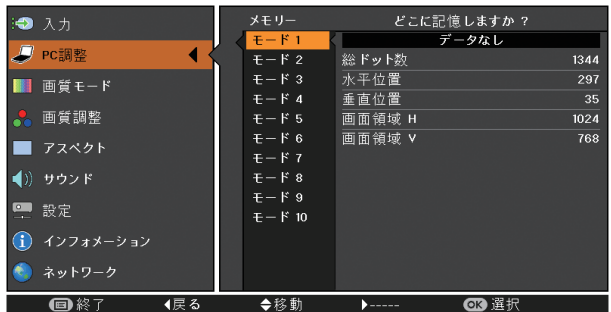 入力
PC調整
画質モード
画質調整
アスペクト
サウンド
設定
インフォメーション
ネットワーク
メモリー どこに記憶しますか ?
モード 1 データなし
モード 2 総ドット数 1344
モード 3 水平位置 297
モード 4 垂直位置 35
モード 5 画面領域 H 1024
モード 6 画面領域 V 768
モード 7
モード 8
モード 9
モード 10
終了 戻る 移動 ----- OK 選択